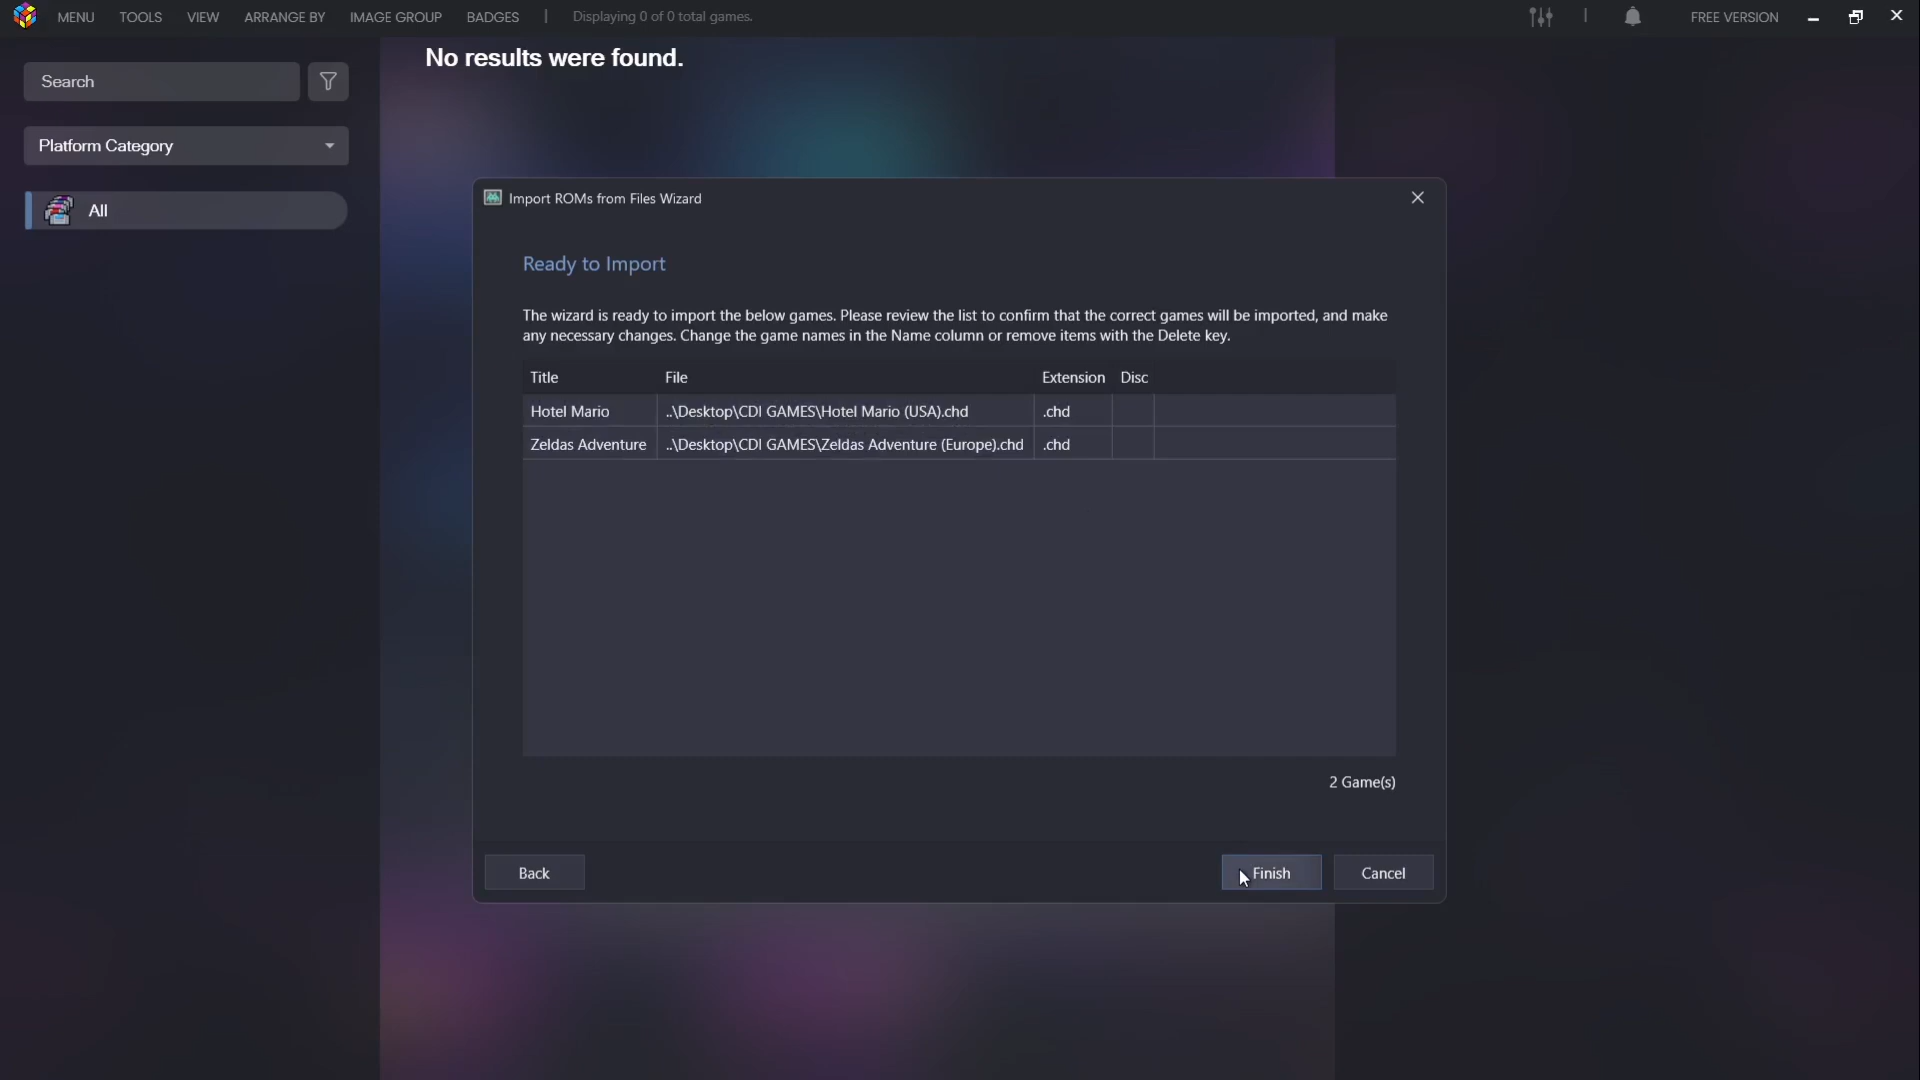 MENU TOOLS VIEW ARRANGE BY IMAGE GROUP BADGES | Displaying 0 of 0 total games. | FREE VERSION
No results were found.
Search
Platform Category
All
Import ROMs from Files Wizard
Ready to Import
The wizard is ready to import the below games. Please review the list to confirm that the correct games will be imported, and make
any necessary changes. Change the game names in the Name column or remove items with the Delete key.
Title File Extension Disc
Hotel Mario ..\Desktop\CDI GAMES\Hotel Mario (USA).chd .chd
Zeldas Adventure ..\Desktop\CDI GAMES\Zeldas Adventure (Europe).chd .chd
2 Game(s)
Back Finish Cancel